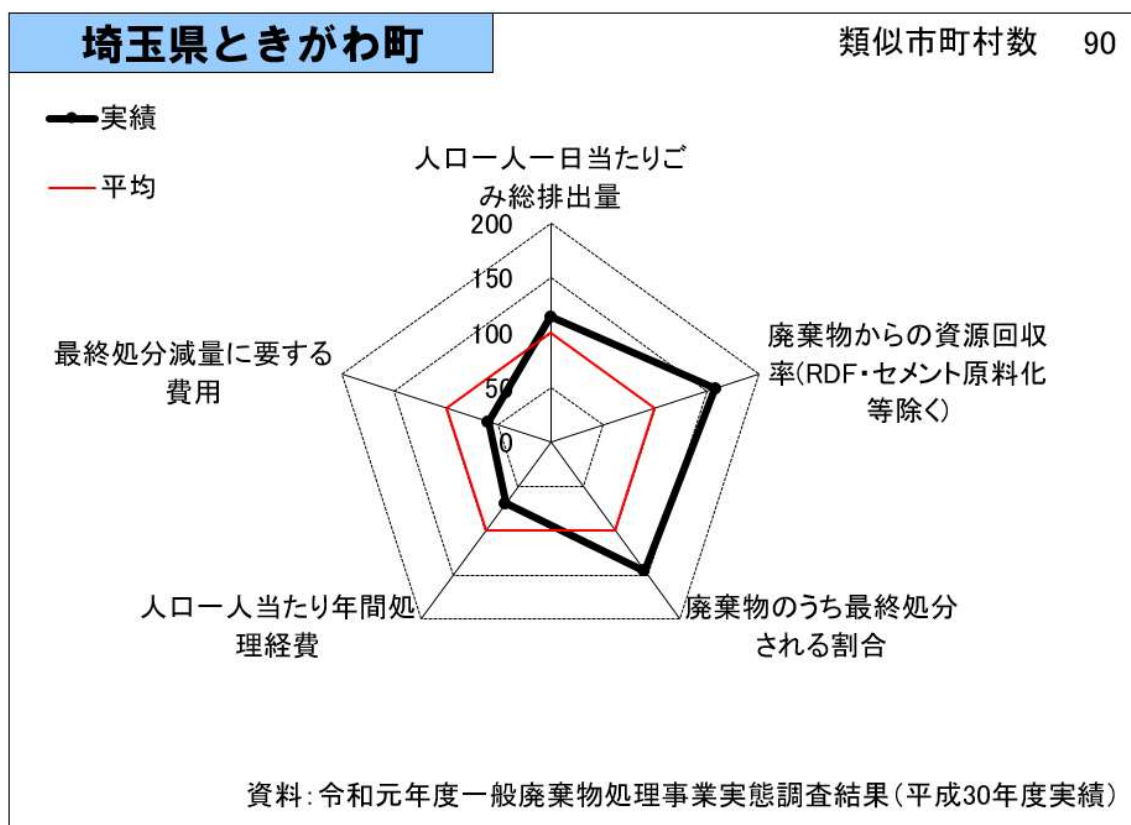 埼玉県ときがわ町
類似市町村数 90
実績
平均
人口一人一日当たりご
み総排出量
200
150
100
50
0
廃棄物からの資源回収
率(RDF・セメント原料化
等除く)
最終処分減量に要する
費用
人口一人当たり年間処
理経費
廃棄物のうち最終処分
される割合
資料:令和元年度一般廃棄物処理事業実態調査結果(平成30年度実績)